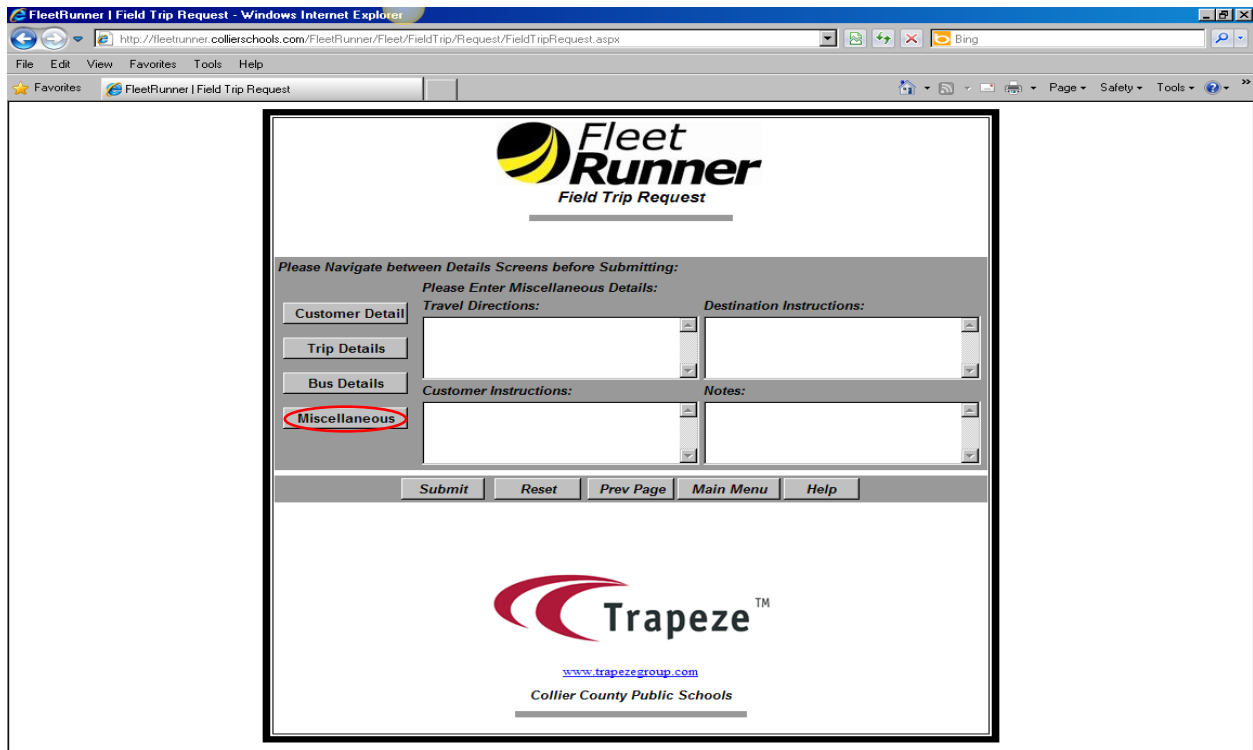 FleetRunner | Field Trip Request - Windows Internet Explorer
http://fleetrunner.collierschools.com/FleetRunner/Fleet/FieldTrip/Request/FieldTripRequest.aspx
Bing
File Edit View Favorites Tools Help
Favorites FleetRunner | Field Trip Request Page Safety Tools
Fleet
Runner
Field Trip Request
Please Navigate between Details Screens before Submitting:
Please Enter Miscellaneous Details:
Customer Detail
Trip Details
Bus Details
Miscellaneous
Travel Directions:
Destination Instructions:
Customer Instructions:
Notes:
Submit Reset Prev Page Main Menu Help
Trapeze™
www.trapezegroup.com
Collier County Public Schools